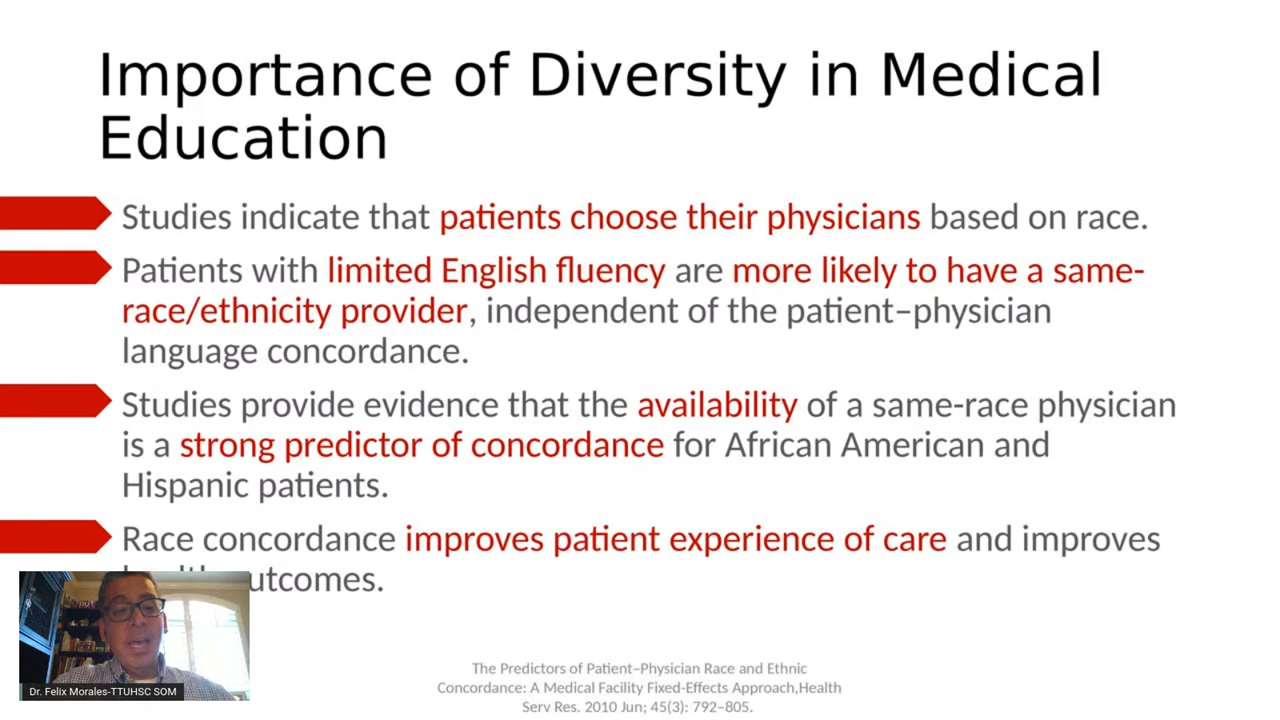 Importance of Diversity in Medical
Education
Studies indicate that patients choose their physicians based on race.
Patients with limited English fluency are more likely to have a same-
race/ethnicity provider, independent of the patient–physician
language concordance.
Studies provide evidence that the availability of a same-race physician
is a strong predictor of concordance for African American and
Hispanic patients.
Race concordance improves patient experience of care and improves
utcomes.
Dr. Felix Morales-TTUHSC SOM
The Predictors of Patient–Physician Race and Ethnic
Concordance: A Medical Facility Fixed-Effects Approach,Health
Serv Res. 2010 Jun; 45(3): 792–805.